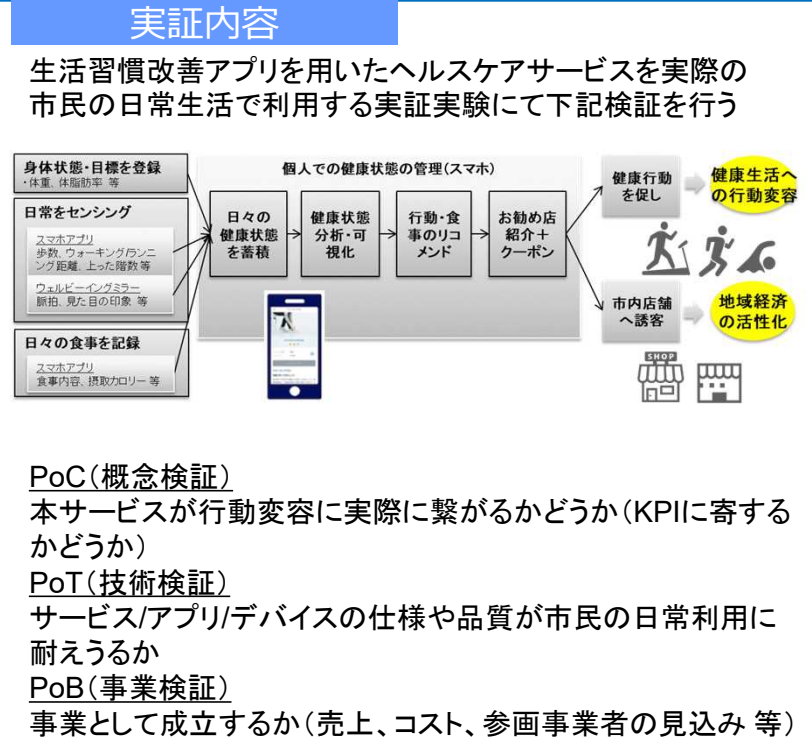 実証内容
生活習慣改善アプリを用いたヘルスケアサービスを実際の
市民の日常生活で利用する実証実験にて下記検証を行う
身体状態・目標を登録
・体重、体脂肪率 等
日常をセンシング
スマホアプリ
歩数、ウォーキング/ランニ
ング距離、上った階数 等
ウェルビーイングミラー
脈拍、見た目の印象 等
日々の食事を記録
スマホアプリ
食事内容、摂取カロリー 等
個人での健康状態の管理(スマホ)
日々の
健康状態
を蓄積
健康状態
分析・可
視化
行動・食
事のリコ
メンド
お勧め店
紹介＋
クーポン
健康行動
を促し
健康生活へ
の行動変容
市内店舗
へ誘客
地域経済
の活性化
SHOP
PoC（概念検証）
本サービスが行動変容に実際に繋がるかどうか（KPIに寄する
かどうか）
PoT（技術検証）
サービス/アプリ/デバイスの仕様や品質が市民の日常利用に
耐えうるか
PoB（事業検証）
事業として成立するか（売上、コスト、参画事業者の見込み 等）